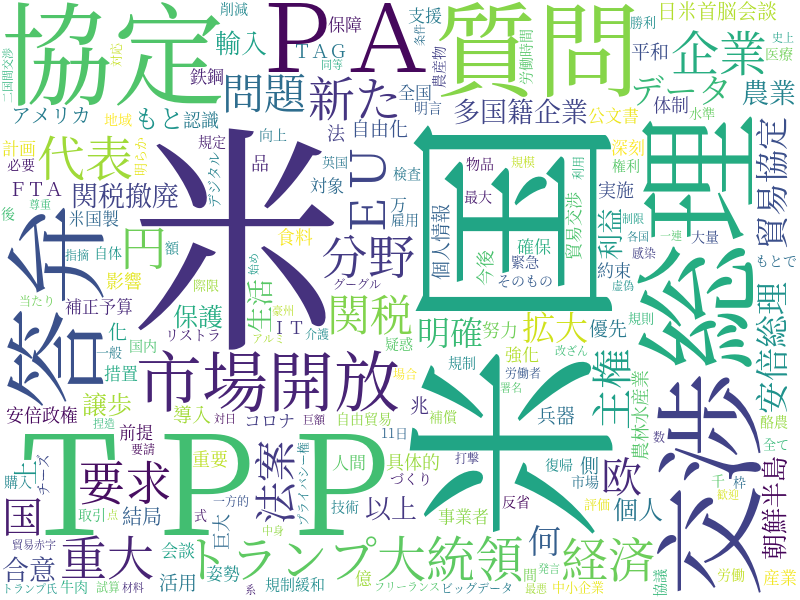 協定
PA
質問
削減
保障
支援
条件
日米首脳会談
勝利
史上
二国間交渉
対応
輸入
TAG
同等
農産物
労働時間
平和
企業
医療
鉄鋼
問題
新た
全国
明言
データ
農業
アメリカ
地域
もと
認識
多国籍企業
公文書
体制
水準
計画
明らか
代表
規定
向上
法
自由化
深刻
権利
必要
デジタル
品
英国
検査
物品
規模
利用
FTA
関税撤廃
対象
EU
最大
実施
貿易協定
後
尊重
米国製
万
雇用
個人情報
貿易交渉
利益
制限
各国
一連
大量
指摘
自体
円
額
食料
分野
今後
確保
緊急
約束
感染
もとで
弁
影響
際限
始め
グーグル
そのもの
虚偽
米
国
総理
当たり
補正予算
保護
生活
豪州
関税
明確
努力
拡大
優先
規則
安倍総理
化
リストラ
IT
介護
アルミ
疑惑
一般
国内
措置
市場開放
規制
強化
改ざん
場合
労働者
署名
主権
農林水産業
酪農
答
安倍政権
譲歩
導入
対日
コロナ
巨額
自由貿易
兆
補償
兵器
数
全て
捏造
前提
要請
プライバシー権
11日
打撃
復帰
側
枠
交渉
TPP
米
上
購入
チーズ
要求
重要
法案
人間
具体的
欧
市場
千
歓迎
朝鮮半島
国
取引
点
結局
一方的
式
技術
づくり
以上
反省
事業者
評価
個人
貿易赤字
重大
会談
巨大
中身
トランプ大統領
何
経済
労働
産業
合意
活用
姿勢
系
規制緩和
億
フリーランス
ビッグデータ
間
発言
最悪
中小企業
協議
トランプ氏
牛肉
試算
材料